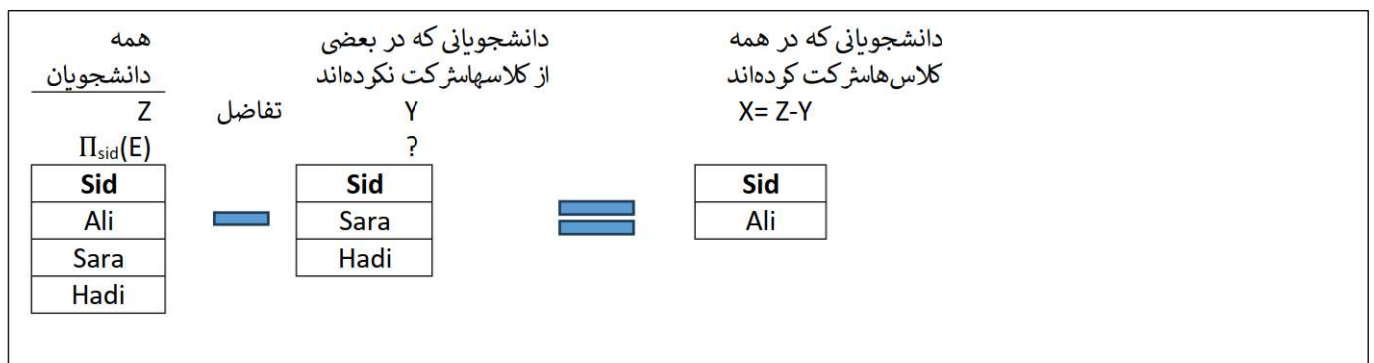 همه
دانشجویان
Z
Π_sid(E)
Sid
Ali
Sara
Hadi
تفاضل
دانشجویانی که در بعضی
از کلاسهاشرکت نکرده‌اند
Y
?
Sid
Sara
Hadi
دانشجویانی که در همه
کلاس‌هاشرکت کرده‌اند
X= Z-Y
Sid
Ali